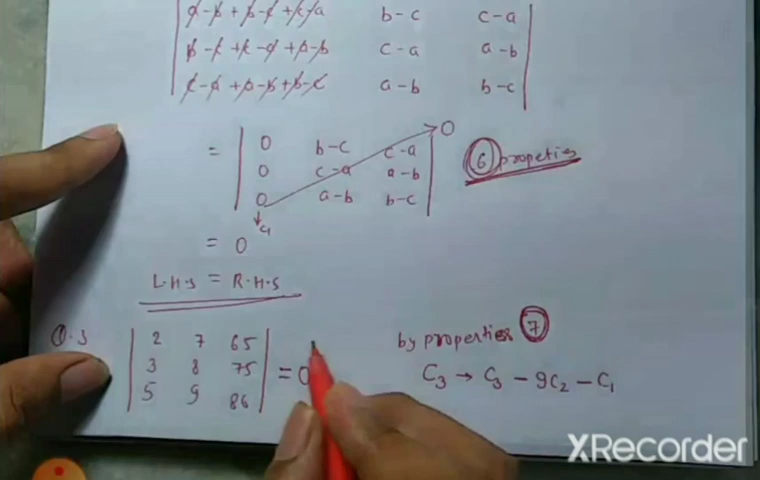 a-b+b-c+c-a b-c c-a
b-c+c-a+a-b c-a a-b
c-a+a-b+b-c a-b b-c
= 0 b-c c-a 0
0 c-a a-b 6 propeties
0 a-b b-c
C1
= 0
L.H.S = R.H.S
Q.3 2 7 65 by properties 7
3 8 75 = 0 C3 → C3 - 9C2 - C1
5 9 86
XRecorder